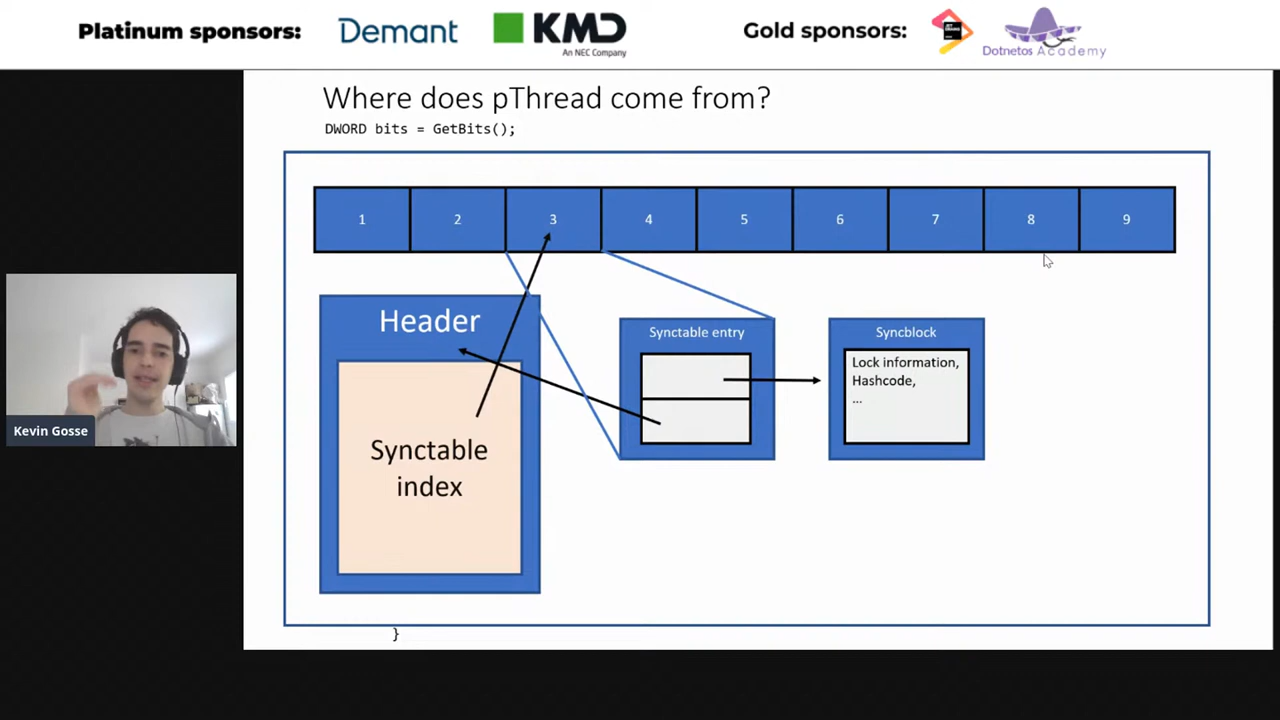 Platinum sponsors:
Demant
KMD
An NEC Company
Gold sponsors:
JET
BRAINS
Dotnetos Academy
Where does pThread come from?
DWORD bits = GetBits();
1 2 3 4 5 6 7 8 9
Header
Synctable
index
Synctable entry
Syncblock
Lock information,
Hashcode,
...
}
Kevin Gosse